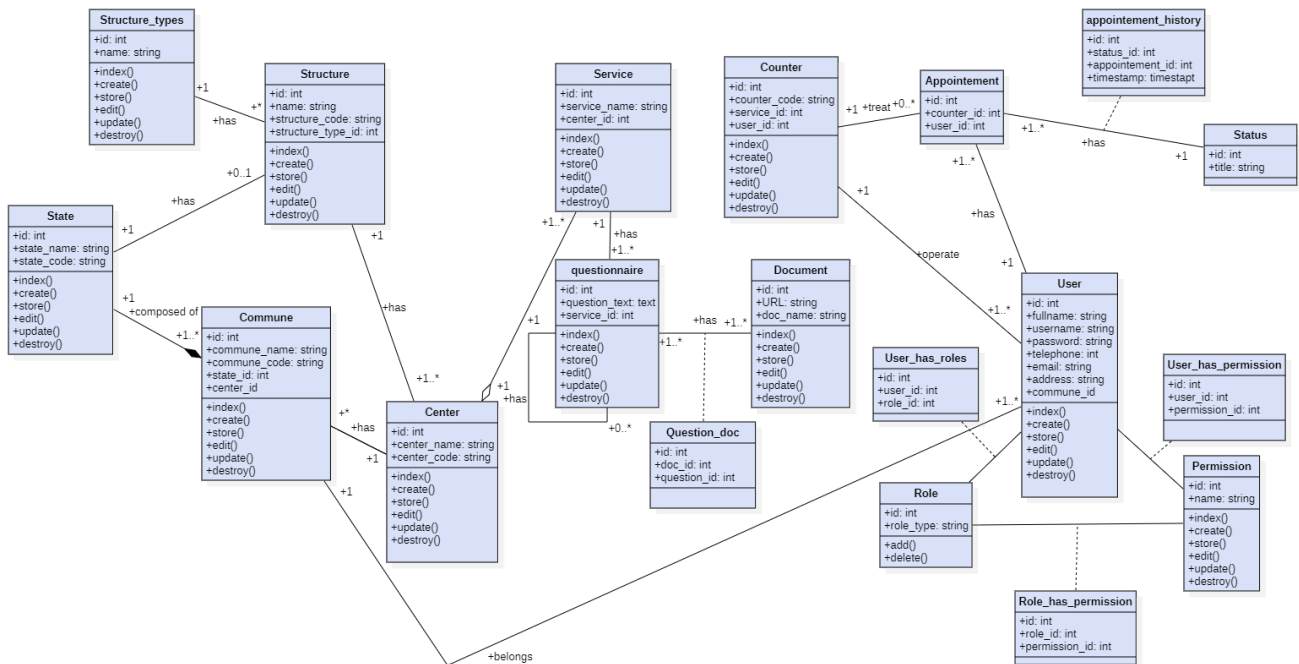 Structure_types
+id: int
+name: string
+index()
+create()
+store()
+edit()
+update()
+destroy()
+1
+*
+has
Structure
+id: int
+name: string
+structure_code: string
+structure_type_id: int
+index()
+create()
+store()
+edit()
+update()
+destroy()
+0..1
+has
+1
+1
+has
+1..*
State
+id: int
+state_name: string
+state_code: string
+index()
+create()
+store()
+edit()
+update()
+destroy()
+1
+composed of
+1..*
Commune
+id: int
+commune_name: string
+commune_code: string
+state_id: int
+center_id
+index()
+create()
+store()
+edit()
+update()
+destroy()
+*
+has
+1
+1
Center
+id: int
+center_name: string
+center_code: string
+index()
+create()
+store()
+edit()
+update()
+destroy()
Service
+id: int
+service_name: string
+center_id: int
+index()
+create()
+store()
+edit()
+update()
+destroy()
+1..*
+1
+1
+has
+1..*
questionnaire
+id: int
+question_text: text
+service_id: int
+index()
+create()
+store()
+edit()
+update()
+destroy()
+1
+has
+0..*
+has
+1..*
+1..*
Document
+id: int
+URL: string
+doc_name: string
+index()
+create()
+store()
+edit()
+update()
+destroy()
Question_doc
+id: int
+doc_id: int
+question_id: int
Counter
+id: int
+counter_code: string
+service_id: int
+user_id: int
+index()
+create()
+store()
+edit()
+update()
+destroy()
+1
+treat
+0..*
+1
+operate
+1..*
Appointement
+id: int
+counter_id: int
+user_id: int
+1..*
+has
+1
+1..*
+has
+1
appointement_history
+id: int
+status_id: int
+appointement_id: int
+timestamp: timestapt
Status
+id: int
+title: string
User
+id: int
+fullname: string
+username: string
+password: string
+telephone: int
+email: string
+address: string
+commune_id
+index()
+create()
+store()
+edit()
+update()
+destroy()
+1..*
User_has_roles
+id: int
+user_id: int
+role_id: int
User_has_permission
+id: int
+user_id: int
+permission_id: int
Role
+id: int
+role_type: string
+add()
+delete()
Permission
+id: int
+name: string
+index()
+create()
+store()
+edit()
+update()
+destroy()
Role_has_permission
+id: int
+role_id: int
+permission_id: int
+belongs